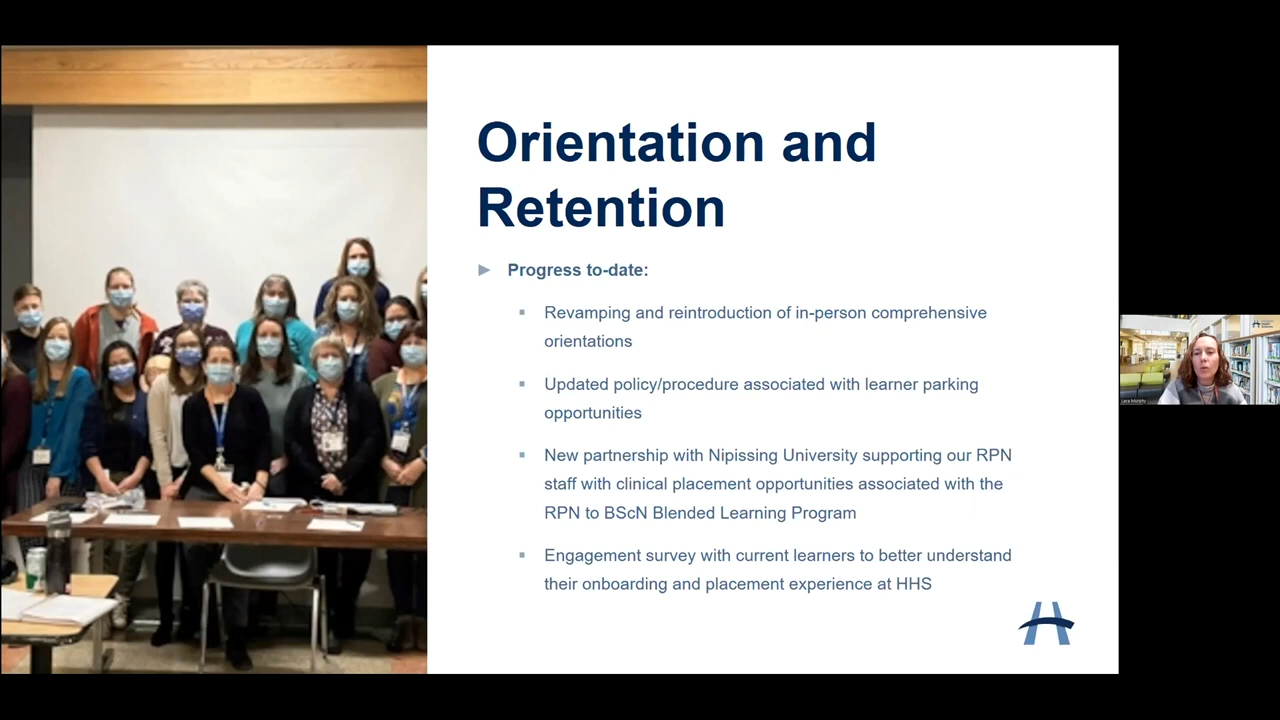 Orientation and
Retention
Progress to-date:
Revamping and reintroduction of in-person comprehensive
orientations
Updated policy/procedure associated with learner parking
opportunities
New partnership with Nipissing University supporting our RPN
staff with clinical placement opportunities associated with the
RPN to BScN Blended Learning Program
Engagement survey with current learners to better understand
their onboarding and placement experience at HHS
Lara Murphy